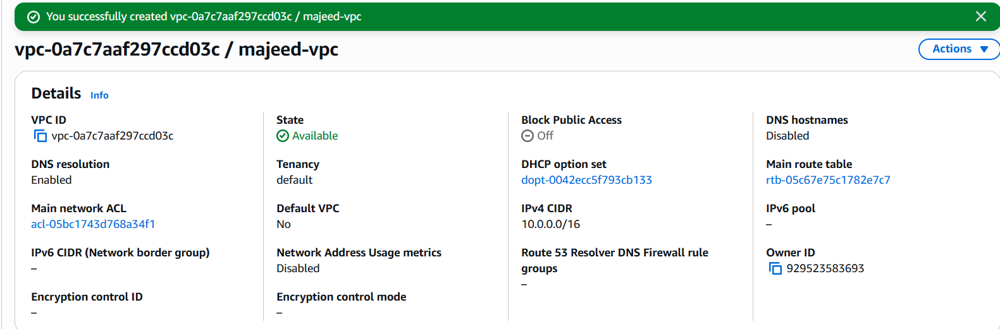 You successfully created vpc-0a7c7aaf297ccd03c / majeed-vpc
vpc-0a7c7aaf297ccd03c / majeed-vpc
Actions
Details Info
VPC ID
vpc-0a7c7aaf297ccd03c
State
Available
Block Public Access
Off
DNS hostnames
Disabled
DNS resolution
Enabled
Tenancy
default
DHCP option set
dopt-0042ecc5f793cb133
Main route table
rtb-05c67e75c1782e7c7
Main network ACL
acl-05bc1743d768a34f1
Default VPC
No
IPv4 CIDR
10.0.0.0/16
IPv6 pool
–
IPv6 CIDR (Network border group)
–
Network Address Usage metrics
Disabled
Route 53 Resolver DNS Firewall rule
groups
–
Owner ID
929523583693
Encryption control ID
–
Encryption control mode
–